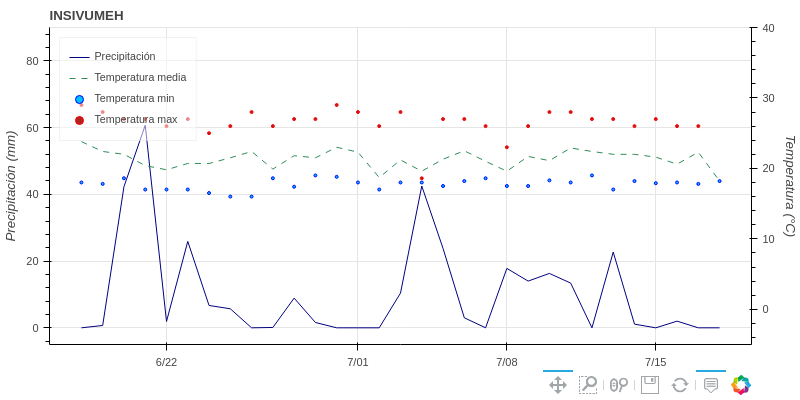 INSIVUMEH
Precipitación
Temperatura media
Temperatura min
Temperatura max
Precipitación (mm)
80
60
40
20
0
Temperatura (°C)
40
30
20
10
0
6/22
7/01
7/08
7/15